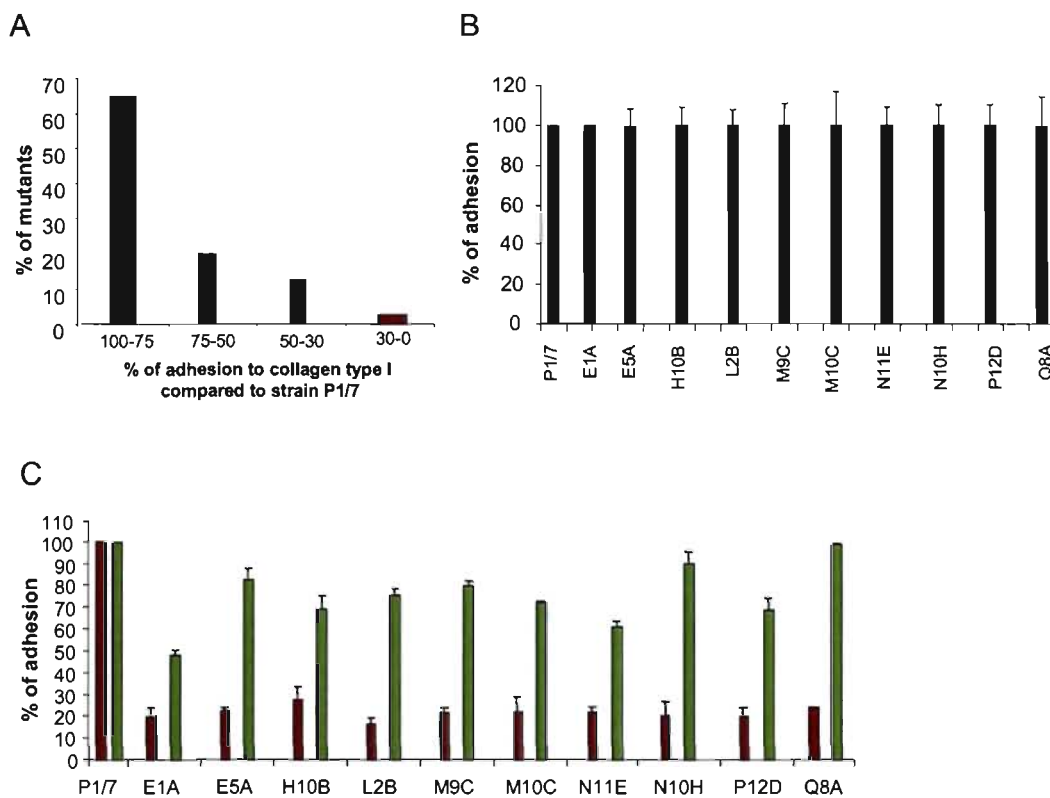 A
70
60
50
40
30
20
10
0
% of mutants
100-75 75-50 50-30 30-0
% of adhesion to collagen type I
compared to strain P1/7
B
120
100
80
60
40
20
0
% of adhesion
P1/7 E1A E5A H10B L2B M9C M10C N11E N10H P12D Q8A
C
110
100
90
80
70
60
50
40
30
20
10
0
% of adhesion
P1/7 E1A E5A H10B L2B M9C M10C N11E N10H P12D Q8A